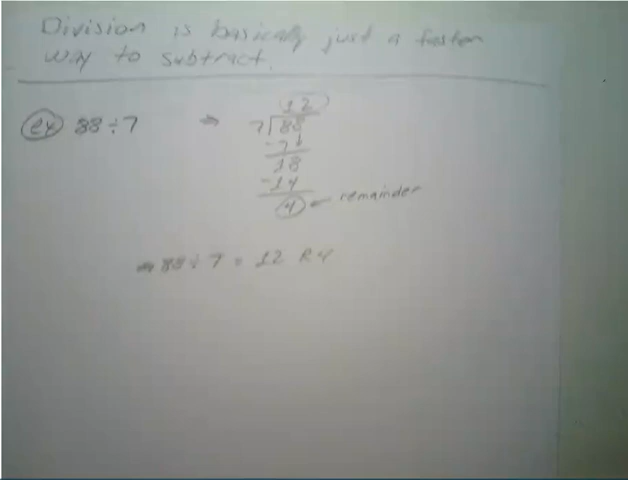 Division is basically just a faster
way to subtract.
ex 88÷7 ⇒
12
7)88
-7↓
18
-14
4 ← remainder
⇒ 88÷7 = 12 R4